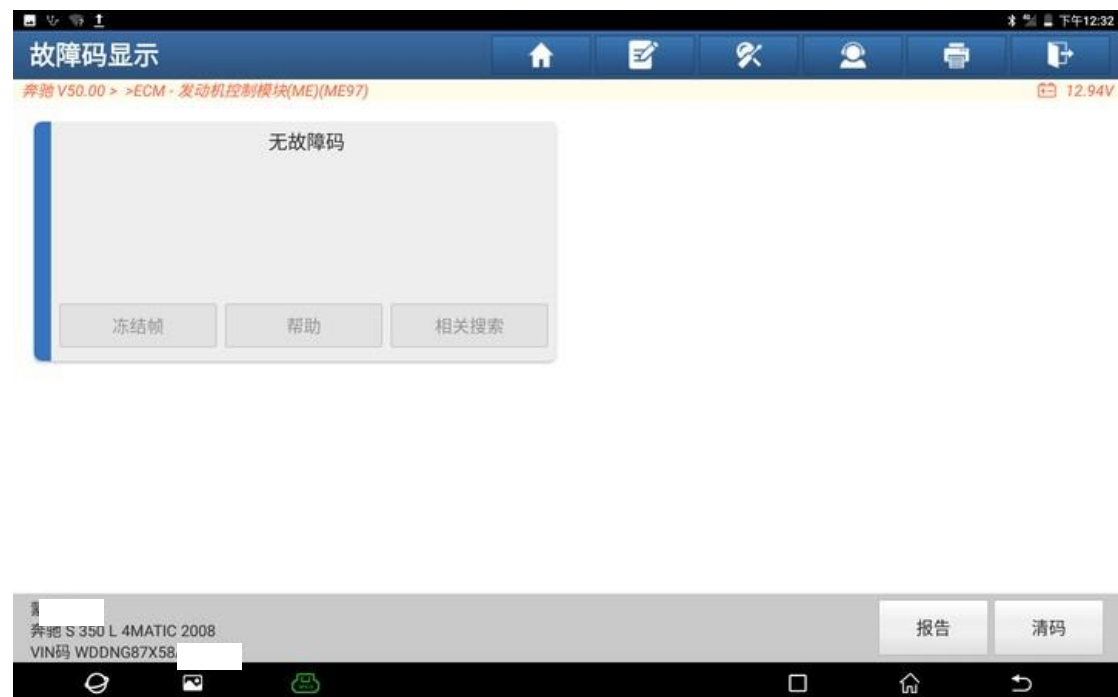 下午12:32
故障码显示
奔驰 V50.00 > >ECM - 发动机控制模块(ME)(ME97)
12.94V
无故障码
冻结帧 帮助 相关搜索
奔驰 S 350 L 4MATIC 2008
报告 清码
VIN码 WDDNG87X58